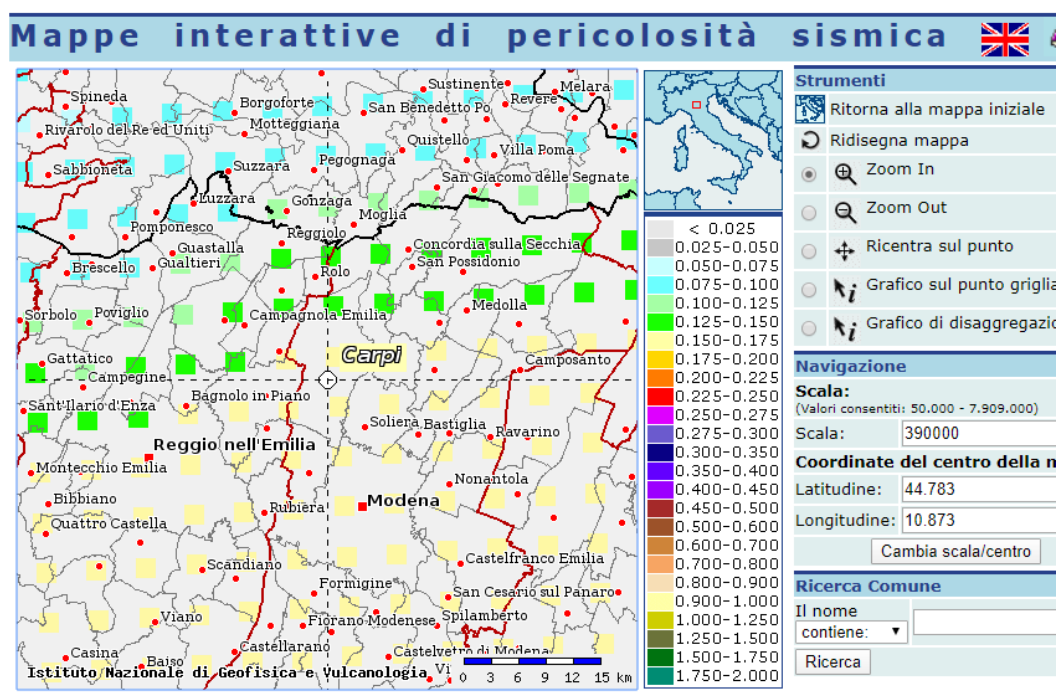 Mappe interattive di pericolosità sismica
Spineda
Sustinente
Melara
Borgoforte
San Benedetto Po
Revere
Rivarolo del Re ed Uniti
Motteggiana
Quistello
Villa Poma
Sabbioneta
Suzzara
Pegognaga
San Giacomo delle Segnate
Luzzara
Gonzaga
Moglia
Pomponesco
Reggiolo
Guastalla
Concordia sulla Secchia
Brescello
Gualtieri
Rolo
San Possidonio
Sorbolo
Poviglio
Campagnola Emilia
Medolla
Gattatico
Carpi
Camposanto
Campegine
Bagnolo in Piano
Sant'Ilario d'Enza
Soliera
Bastiglia
Ravarino
Reggio nell'Emilia
Montecchio Emilia
Nonantola
Bibbiano
Rubiera
Modena
Quattro Castella
Scandiano
Castelfranco Emilia
Formigine
San Cesario sul Panaro
Viano
Fiorano Modenese
Spilamberto
Casina
Baiso
Castellarano
Castelvetro di Modena
Istituto Nazionale di Geofisica e Vulcanologia
Vi
0 3 6 9 12 15 km
< 0.025
0.025-0.050
0.050-0.075
0.075-0.100
0.100-0.125
0.125-0.150
0.150-0.175
0.175-0.200
0.200-0.225
0.225-0.250
0.250-0.275
0.275-0.300
0.300-0.350
0.350-0.400
0.400-0.450
0.450-0.500
0.500-0.600
0.600-0.700
0.700-0.800
0.800-0.900
0.900-1.000
1.000-1.250
1.250-1.500
1.500-1.750
1.750-2.000
Strumenti
Ritorna alla mappa iniziale
Ridisegna mappa
Zoom In
Zoom Out
Ricentra sul punto
Grafico sul punto griglia
Grafico di disaggregazio
Navigazione
Scala:
(Valori consentiti: 50.000 - 7.909.000)
Scala: 390000
Coordinate del centro della m
Latitudine: 44.783
Longitudine: 10.873
Cambia scala/centro
Ricerca Comune
Il nome
contiene:
Ricerca